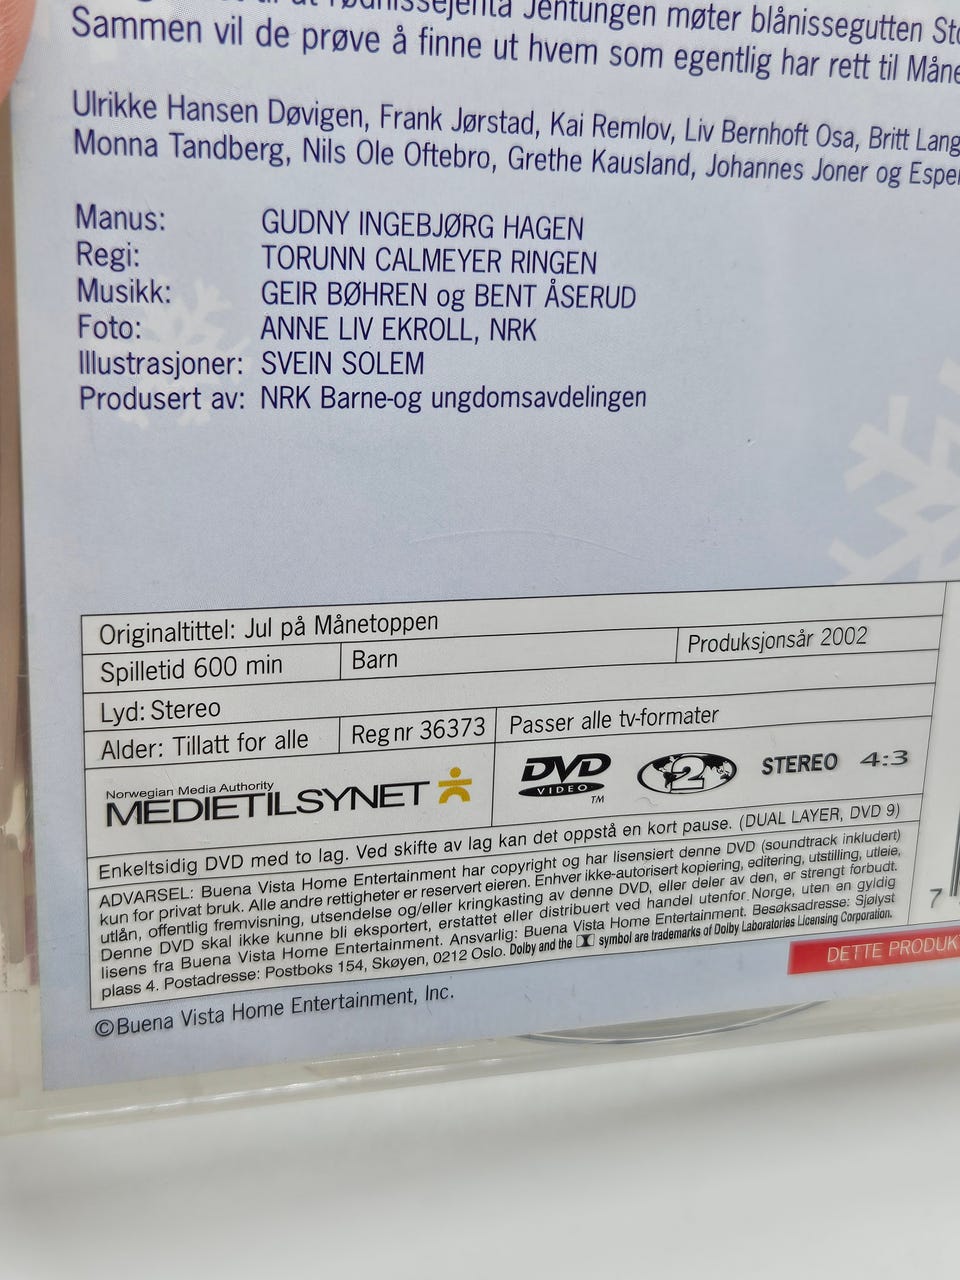 rødnissejenta Jentungen møter blånissegutten
Sammen vil de prøve å finne ut hvem som egentlig har rett til
Ulrikke Hansen Døvigen, Frank Jørstad, Kai Remlov, Liv Bernhoft Osa, Britt Lang
Monna Tandberg, Nils Ole Oftebro, Grethe Kausland, Johannes Joner og
Manus: GUDNY INGEBJØRG HAGEN
Regi: TORUNN CALMEYER RINGEN
Musikk: GEIR BØHREN og BENT ÅSERUD
Foto: ANNE LIV EKROLL, NRK
Illustrasjoner: SVEIN SOLEM
Produsert av: NRK Barne-og ungdomsavdelingen
Originaltittel: Jul på Månetoppen
Spilletid 600 min Barn Produksjonsår 2002
Lyd: Stereo
Alder: Tillatt for alle Reg nr 36373 Passer alle tv-formater
Norwegian Media Authority
MEDIETILSYNET
DVD
VIDEO TM
2
STEREO 4:3
Enkeltsidig DVD med to lag. Ved skifte av lag kan det oppstå en kort pause. (DUAL LAYER, DVD 9)
ADVARSEL: Buena Vista Home Entertainment har copyright og har lisensiert denne DVD (soundtrack inkludert)
kun for privat bruk. Alle andre rettigheter er reservert eieren. Enhver ikke-autorisert kopiering, editering, utstilling, utleie,
utlån, offentlig fremvisning, utsendelse og/eller kringkasting av denne DVD, eller deler av den, er strengt forbudt.
Denne DVD skal ikke kunne bli eksportert, erstattet eller distribuert ved handel utenfor Norge, uten en gyldig
lisens fra Buena Vista Home Entertainment. Ansvarlig: Buena Vista Home Entertainment. Besøksadresse: Sjølyst
plass 4. Postadresse: Postboks 154, Skøyen, 0212 Oslo. Dolby and the symbol are trademarks of Dolby Laboratories Licensing Corporation.
7
DETTE
©Buena Vista Home Entertainment, Inc.